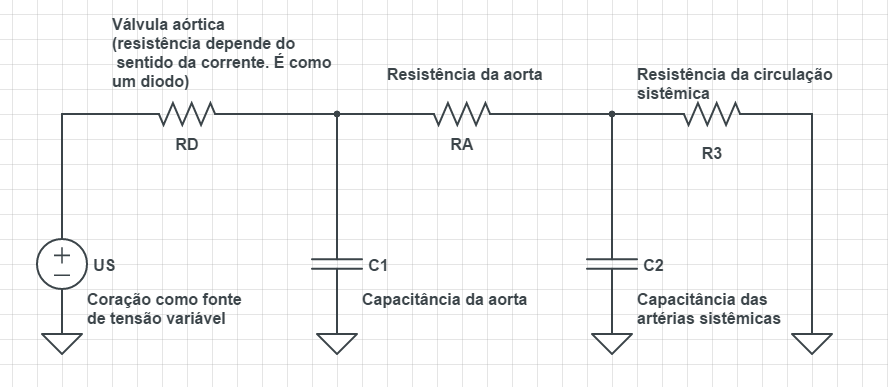 Válvula aórtica
(resistência depende do
sentido da corrente. É como
um diodo)
Resistência da aorta
Resistência da circulação
sistêmica
RD
RA
R3
+
−
US
C1
C2
Coração como fonte
de tensão variável
Capacitância da aorta
Capacitância das
artérias sistêmicas